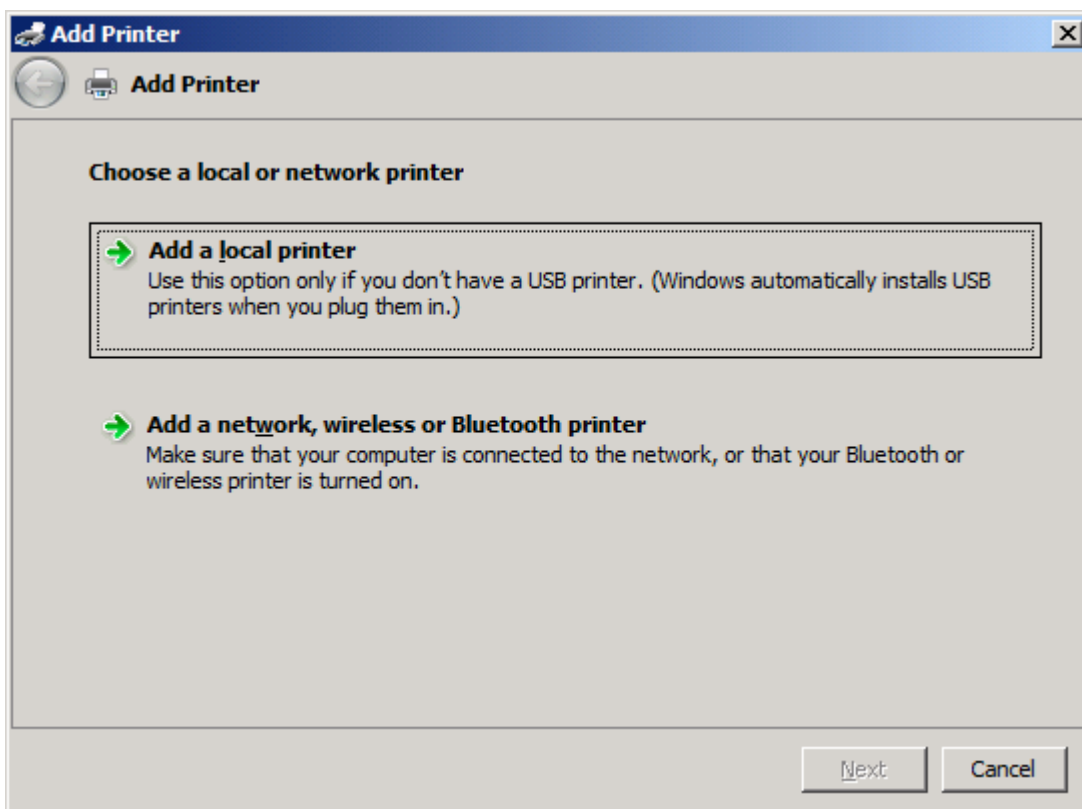 Add Printer
Add Printer
Choose a local or network printer
Add a local printer
Use this option only if you don't have a USB printer. (Windows automatically installs USB
printers when you plug them in.)
Add a network, wireless or Bluetooth printer
Make sure that your computer is connected to the network, or that your Bluetooth or
wireless printer is turned on.
Next Cancel